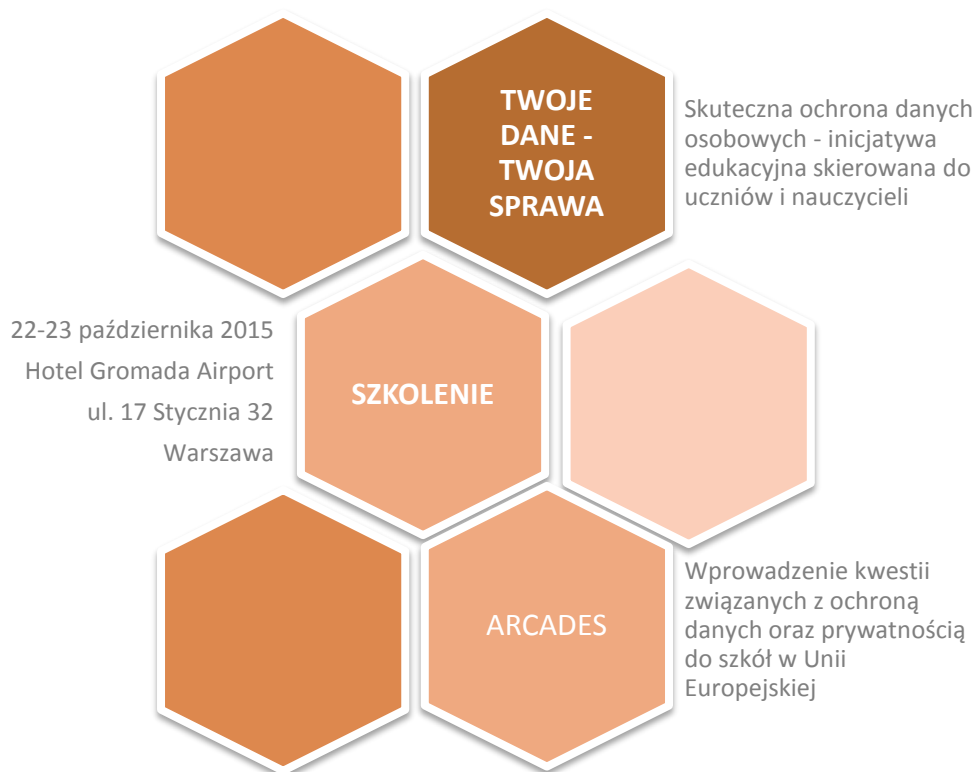 TWOJE
DANE -
TWOJA
SPRAWA
Skuteczna ochrona danych
osobowych - inicjatywa
edukacyjna skierowana do
uczniów i nauczycieli
22-23 października 2015
Hotel Gromada Airport
ul. 17 Stycznia 32
Warszawa
SZKOLENIE
ARCADES
Wprowadzenie kwestii
związanych z ochroną
danych oraz prywatnością
do szkół w Unii
Europejskiej